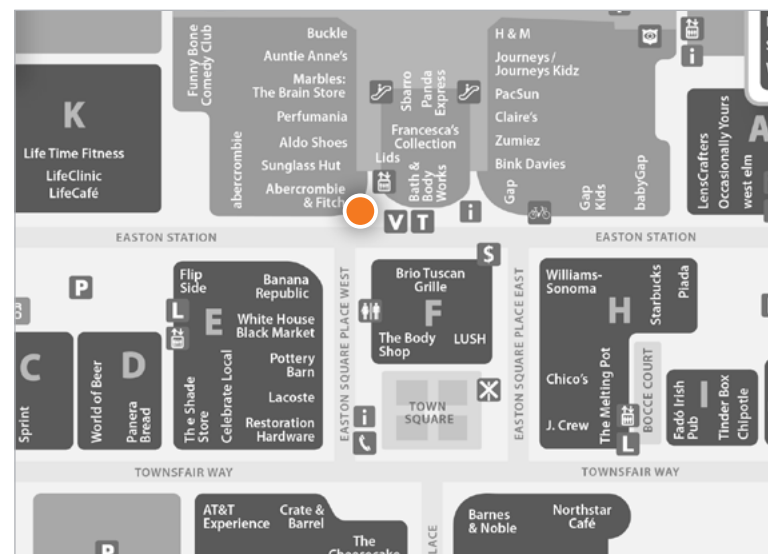 Funny Bone
Comedy Club
Buckle
Auntie Anne's
Marbles:
The Brain Store
Perfumania
Aldo Shoes
Sunglass Hut
Abercrombie
& Fitch
abercrombie
Sbarro
Panda
Express
Francesca's
Collection
Lids
Bath &
Body
Works
H & M
Journeys /
Journeys Kidz
PacSun
Claire's
Zumiez
Bink Davies
Gap
Gap
Kids
babyGap
i
K
Life Time Fitness
LifeClinic
LifeCafé
A
LensCrafters
Occasionally Yours
west elm
V
T
i
EASTON STATION
EASTON STATION
P
L
Flip
Side
Banana
Republic
E
White House
Black Market
Pottery
Barn
Lacoste
Restoration
Hardware
The Shade
Store
Celebrate Local
EASTON SQUARE PLACE WEST
$
Brio Tuscan
Grille
F
The Body
Shop
LUSH
EASTON SQUARE PLACE EAST
TOWN
SQUARE
i
Williams-
Sonoma
H
Starbucks
Piada
Chico's
J. Crew
The Melting Pot
L
BOCCE COURT
I
Fadó Irish
Pub
Tinder Box
Chipotle
C
Sprint
D
World of Beer
Panera
Bread
TOWNSFAIR WAY
TOWNSFAIR WAY
P
AT&T
Experience
Crate &
Barrel
The
Cheesecake
PLACE
Barnes
& Noble
Northstar
Café